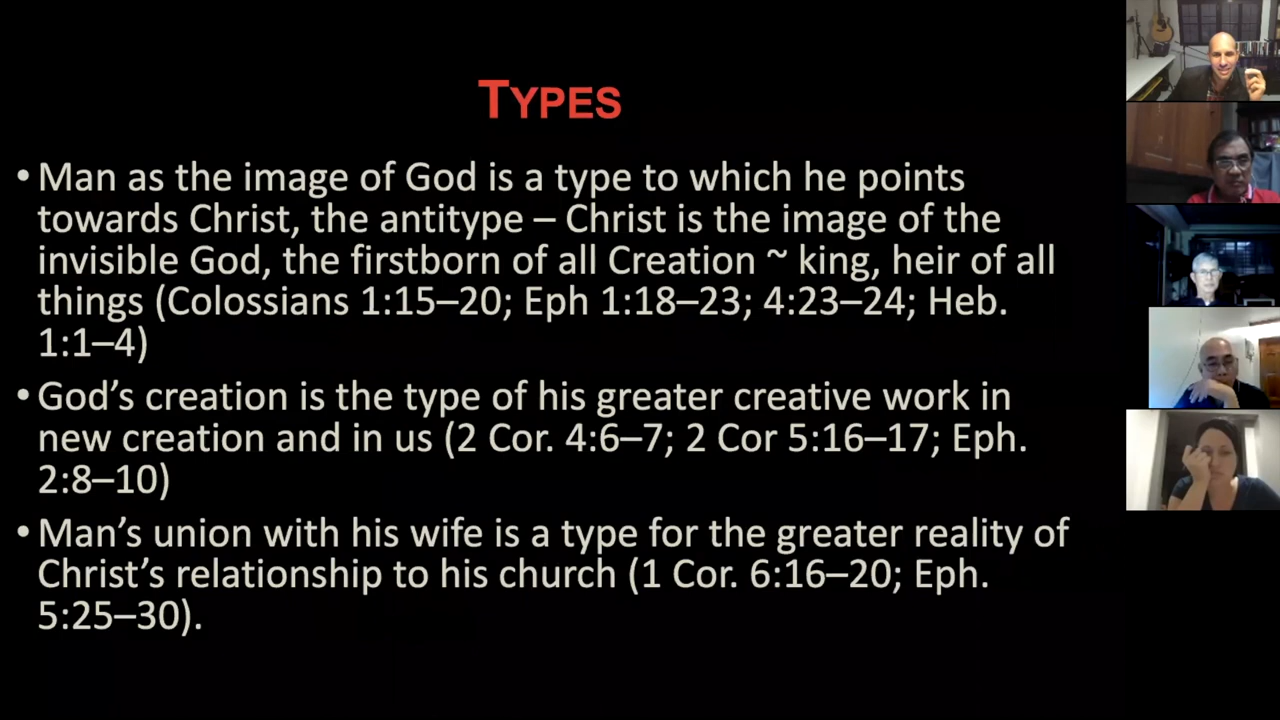 TYPES
• Man as the image of God is a type to which he points
towards Christ, the antitype – Christ is the image of the
invisible God, the firstborn of all Creation ~ king, heir of all
things (Colossians 1:15–20; Eph 1:18–23; 4:23–24; Heb.
1:1–4)
• God’s creation is the type of his greater creative work in
new creation and in us (2 Cor. 4:6–7; 2 Cor 5:16–17; Eph.
2:8–10)
• Man’s union with his wife is a type for the greater reality of
Christ’s relationship to his church (1 Cor. 6:16–20; Eph.
5:25–30).